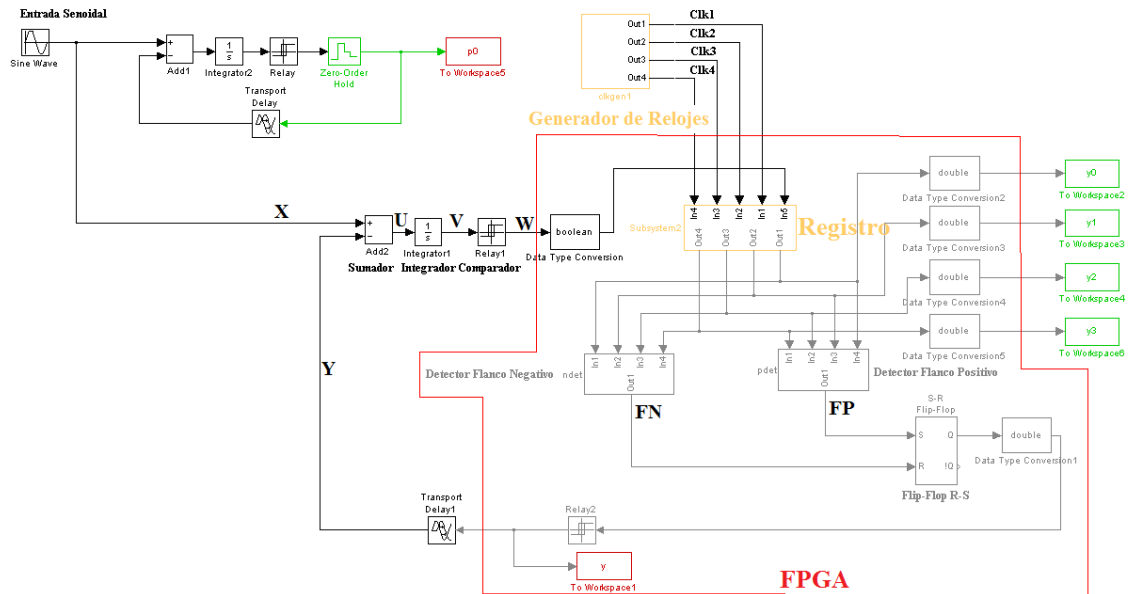 Entrada Senoidal
Sine Wave
Add1
1
s
Integrator2
Relay
Zero-Order
Hold
p0
To Workspace5
Transport
Delay
Out1
Out2
Out3
Out4
clkgen1
Clk1
Clk2
Clk3
Clk4
Generador de Relojes
X
Add2
Sumador
U
1
s
Integrator1
Integrador
V
Relay1
Comparador
W
boolean
Data Type Conversion
In4
In3
In2
In1
In5
Subsystem2
Out4
Out3
Out2
Out1
Registro
double
Data Type Conversion2
y0
To Workspace2
double
Data Type Conversion3
y1
To Workspace3
double
Data Type Conversion4
y2
To Workspace4
double
Data Type Conversion5
y3
To Workspace6
Y
Detector Flanco Negativo
ndet
In1
In2
In3
In4
Out1
FN
pdet
In1
In2
In3
In4
Out1
Detector Flanco Positivo
FP
S-R
Flip-Flop
S
Q
R
!Q
Flip-Flop R-S
double
Data Type Conversion1
Transport
Delay1
Relay2
y
To Workspace1
FPGA